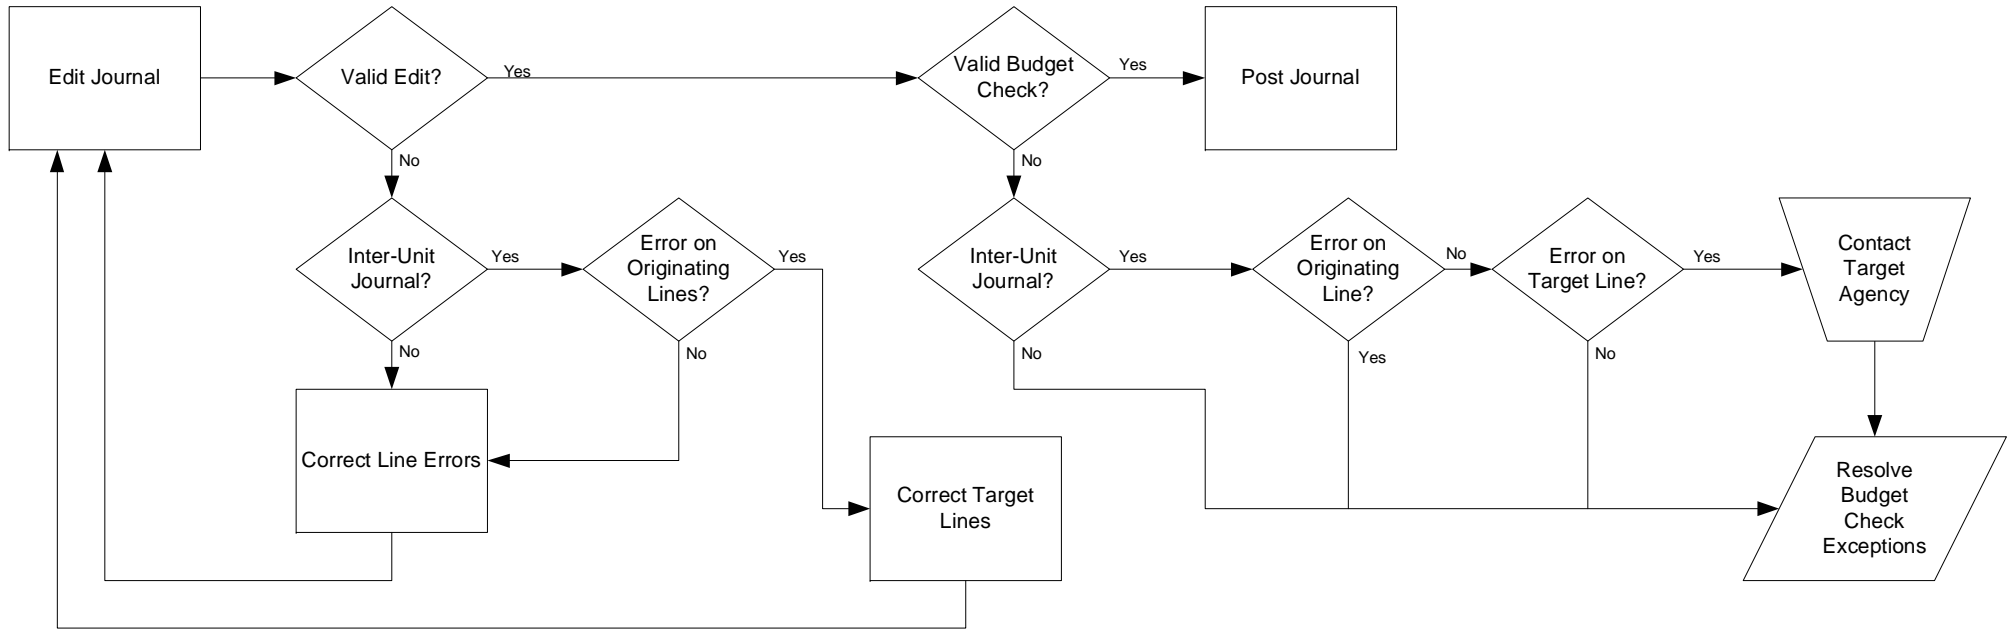 Edit Journal
Valid Edit?
Yes
Valid Budget
Check?
Yes
Post Journal
No
No
Inter-Unit
Journal?
Yes
Error on
Originating
Lines?
Yes
Inter-Unit
Journal?
Yes
Error on
Originating
Line?
No
Error on
Target Line?
Yes
Contact
Target
Agency
No
No
No
Yes
No
Correct Line Errors
Correct Target
Lines
Resolve
Budget
Check
Exceptions